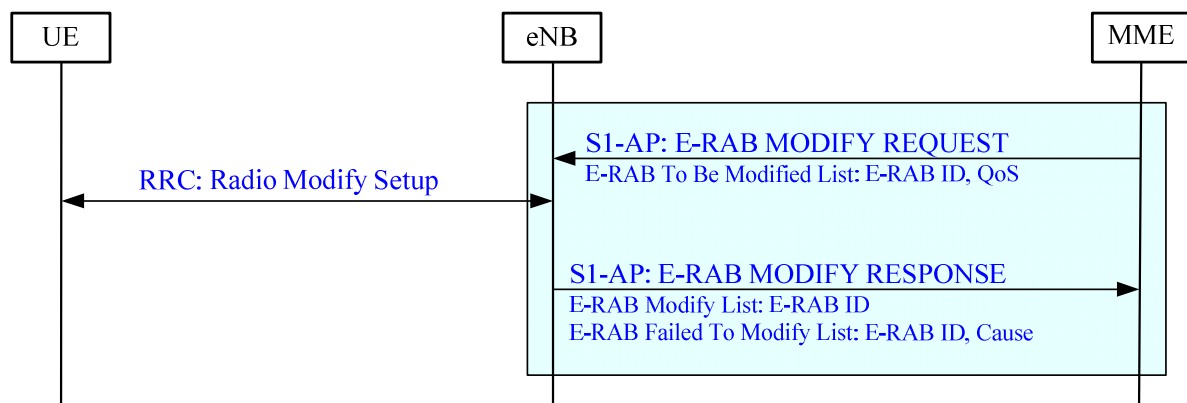 UE
eNB
MME
S1-AP: E-RAB MODIFY REQUEST
E-RAB To Be Modified List: E-RAB ID, QoS
RRC: Radio Modify Setup
S1-AP: E-RAB MODIFY RESPONSE
E-RAB Modify List: E-RAB ID
E-RAB Failed To Modify List: E-RAB ID, Cause